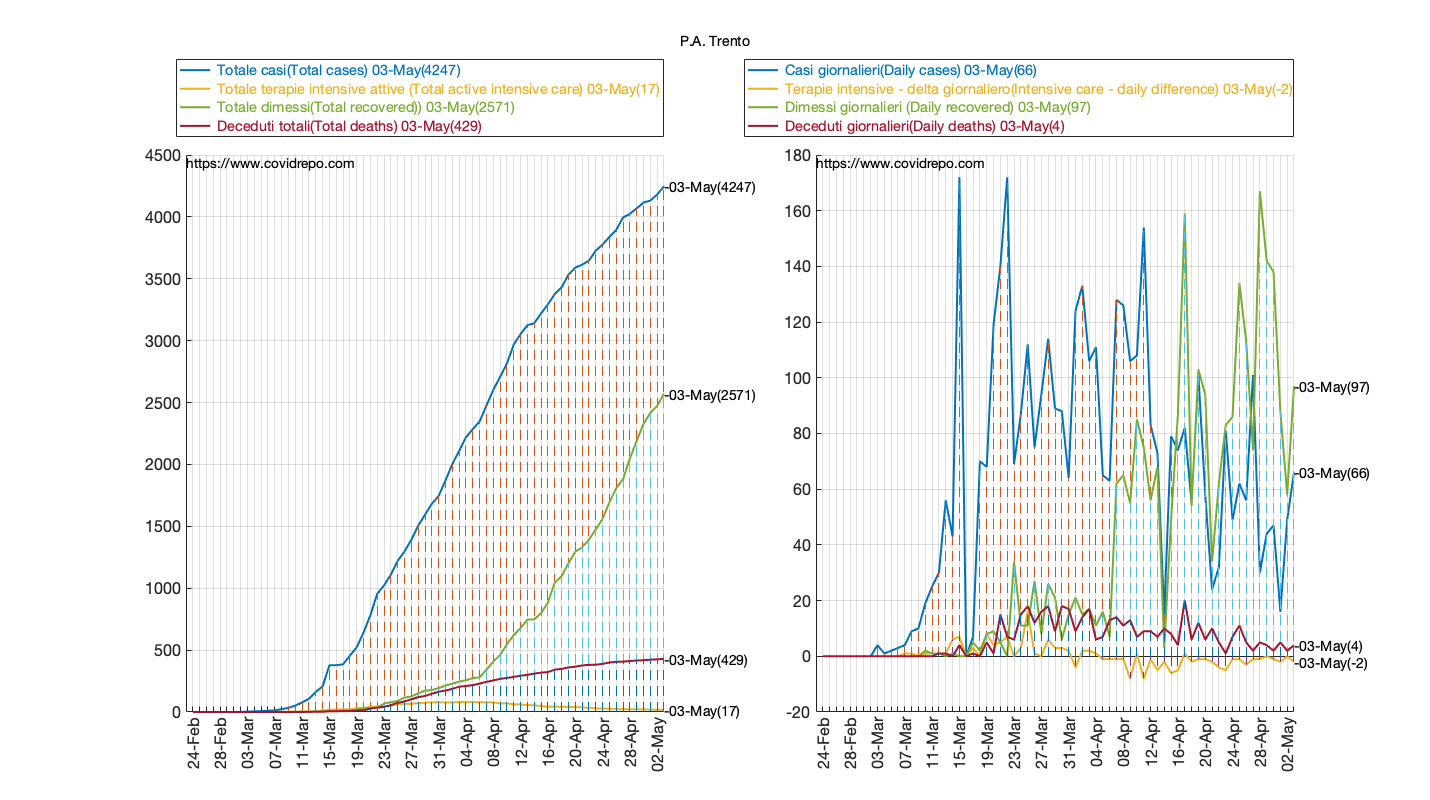 P.A. Trento
Totale casi(Total cases) 03-May(4247)
Totale terapie intensive attive (Total active intensive care) 03-May(17)
Totale dimessi(Total recovered)) 03-May(2571)
Deceduti totali(Total deaths) 03-May(429)
https://www.covidrepo.com
4500
4000
3500
3000
2500
2000
1500
1000
500
0
03-May(4247)
03-May(2571)
03-May(429)
03-May(17)
24-Feb
28-Feb
03-Mar
07-Mar
11-Mar
15-Mar
19-Mar
23-Mar
27-Mar
31-Mar
04-Apr
08-Apr
12-Apr
16-Apr
20-Apr
24-Apr
28-Apr
02-May
Casi giornalieri(Daily cases) 03-May(66)
Terapie intensive - delta giornaliero(Intensive care - daily difference) 03-May(-2)
Dimessi giornalieri (Daily recovered) 03-May(97)
Deceduti giornalieri(Daily deaths) 03-May(4)
https://www.covidrepo.com
180
160
140
120
100
80
60
40
20
0
-20
03-May(97)
03-May(66)
03-May(4)
03-May(-2)
24-Feb
28-Feb
03-Mar
07-Mar
11-Mar
15-Mar
19-Mar
23-Mar
27-Mar
31-Mar
04-Apr
08-Apr
12-Apr
16-Apr
20-Apr
24-Apr
28-Apr
02-May